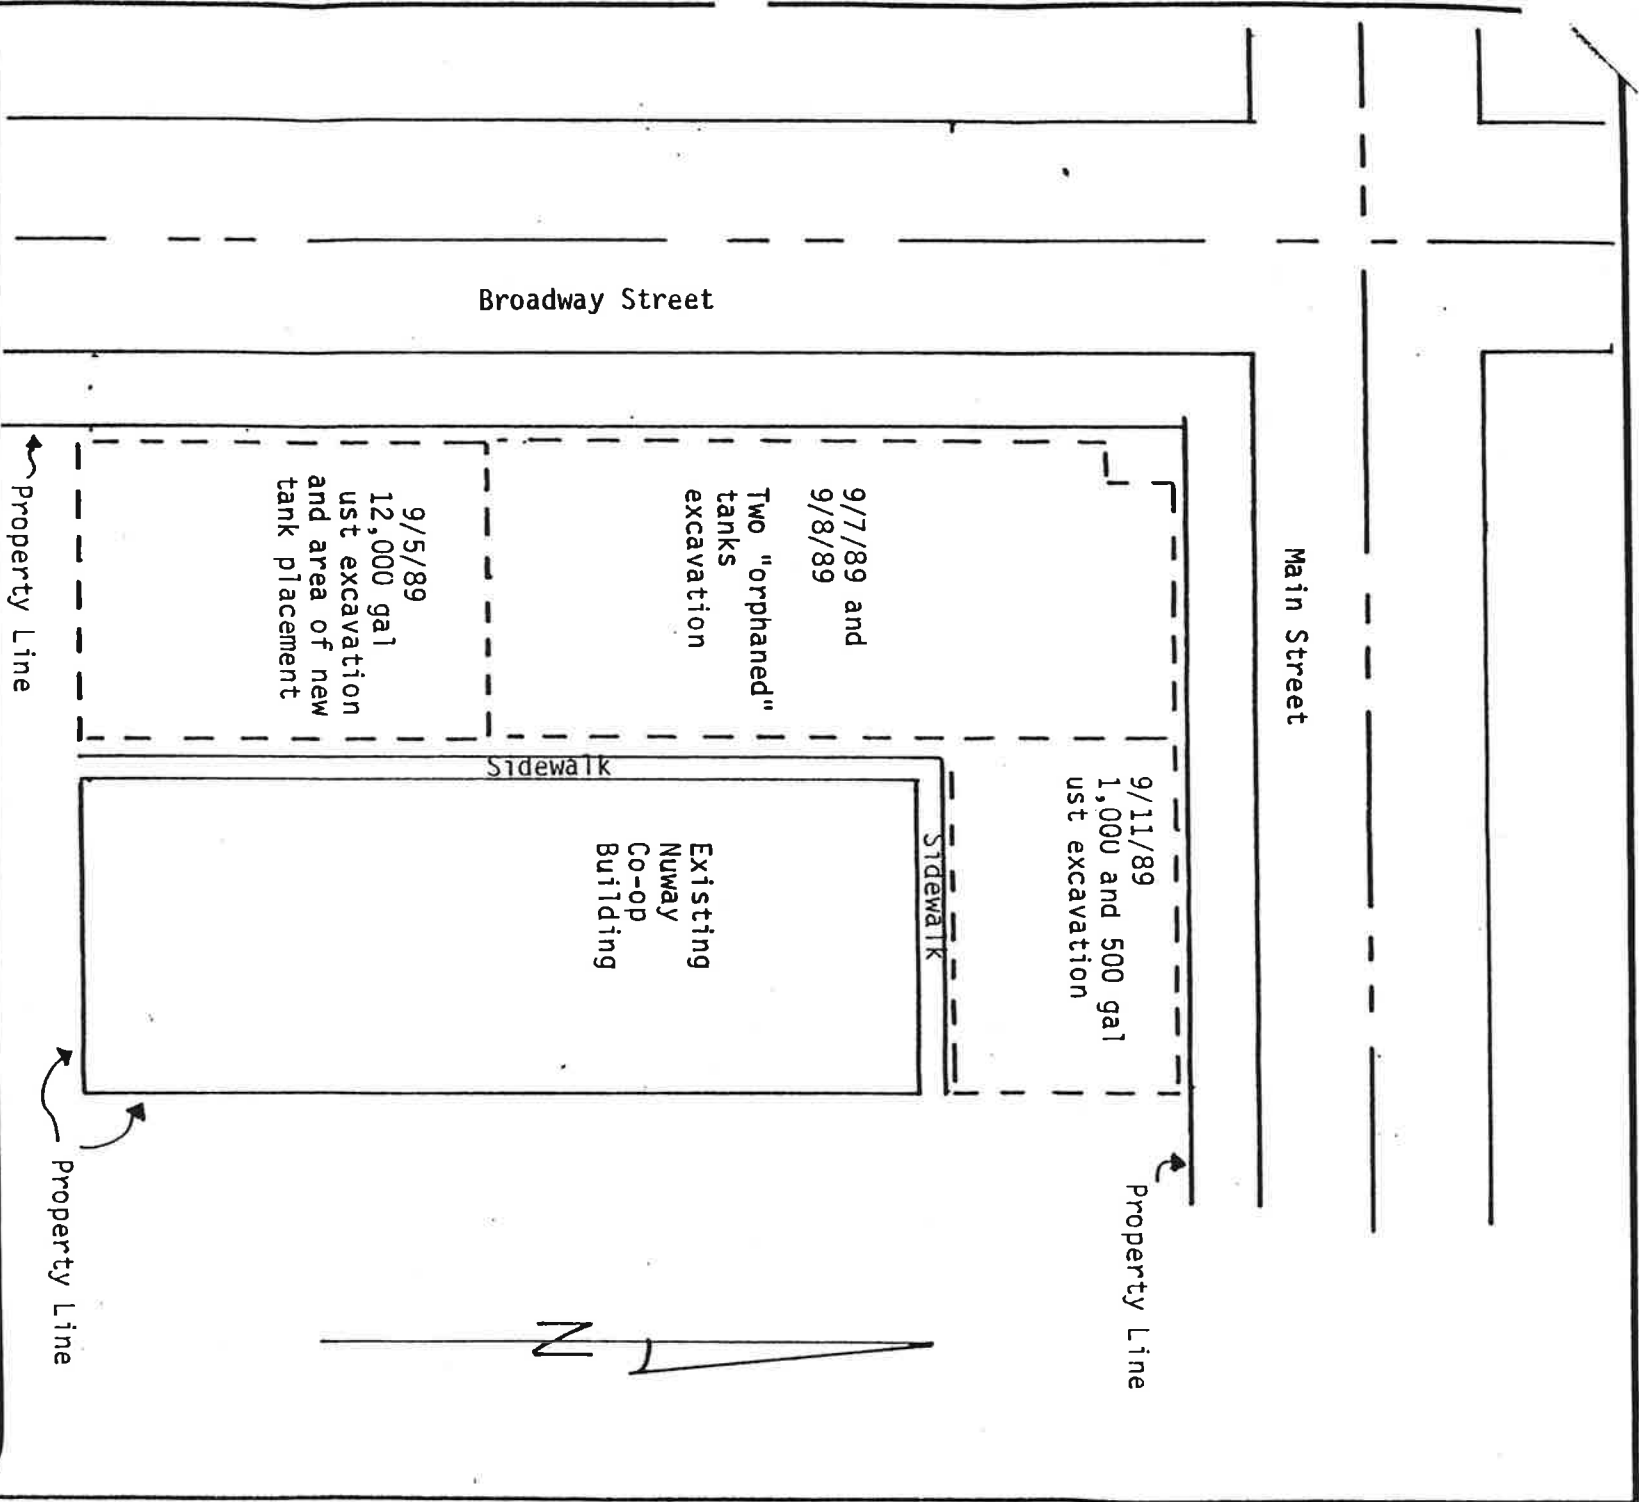 Broadway Street
Main Street
Property Line
9/5/89
12,000 gal
ust excavation
and area of new
tank placement
9/7/89 and
9/8/89
Two "orphaned"
tanks
excavation
9/11/89
1,000 and 500 gal
ust excavation
Sidewalk
Sidewalk
Existing
Nuway
Co-op
Building
Property Line
Property Line
N